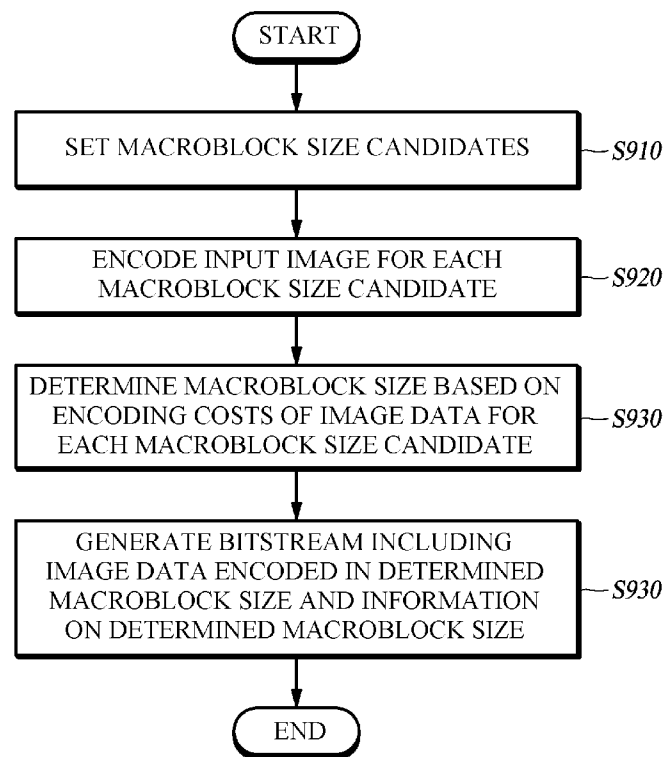 START
SET MACROBLOCK SIZE CANDIDATES
S910
ENCODE INPUT IMAGE FOR EACH
MACROBLOCK SIZE CANDIDATE
S920
DETERMINE MACROBLOCK SIZE BASED ON
ENCODING COSTS OF IMAGE DATA FOR
EACH MACROBLOCK SIZE CANDIDATE
S930
GENERATE BITSTREAM INCLUDING
IMAGE DATA ENCODED IN DETERMINED
MACROBLOCK SIZE AND INFORMATION
ON DETERMINED MACROBLOCK SIZE
S930
END